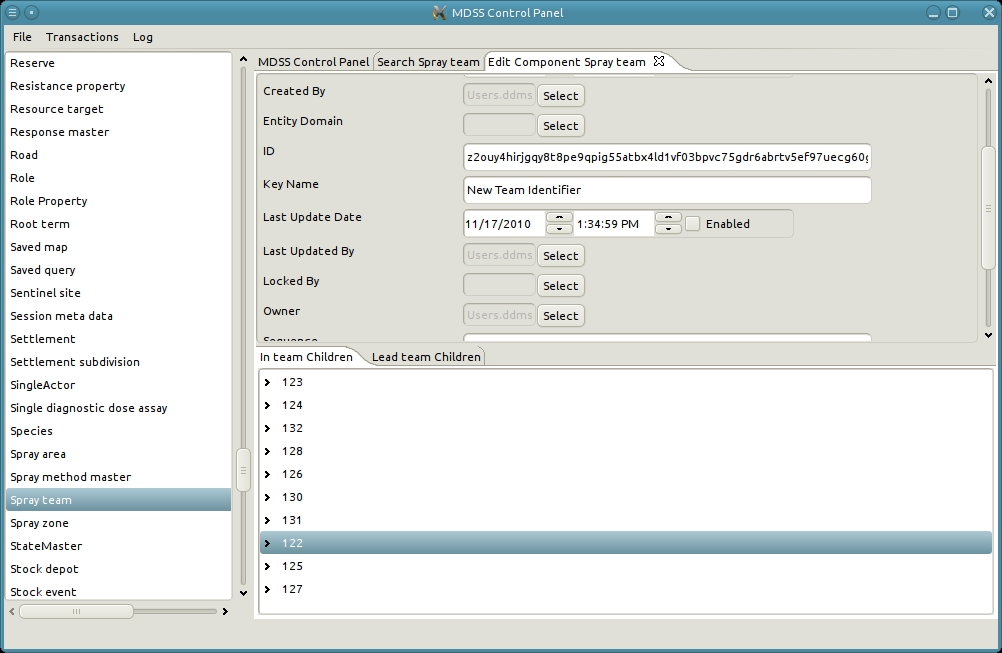 MDSS Control Panel
File Transactions Log
Reserve
Resistance property
Resource target
Response master
Road
Role
Role Property
Root term
Saved map
Saved query
Sentinel site
Session meta data
Settlement
Settlement subdivision
SingleActor
Single diagnostic dose assay
Species
Spray area
Spray method master
Spray team
Spray zone
StateMaster
Stock depot
Stock event
MDSS Control Panel Search Spray team Edit Component Spray team
Created By Users.ddms Select
Entity Domain Select
ID z2ouy4hirjgqy8t8pe9qpig55atbx4ld1vf03bpvc75gdr6abrtv5ef97uecg60g
Key Name New Team Identifier
Last Update Date 11/17/2010 1:34:59 PM Enabled
Last Updated By Users.ddms Select
Locked By Select
Owner Users.ddms Select
Sequence
In team Children Lead team Children
123
124
132
128
126
130
131
122
125
127